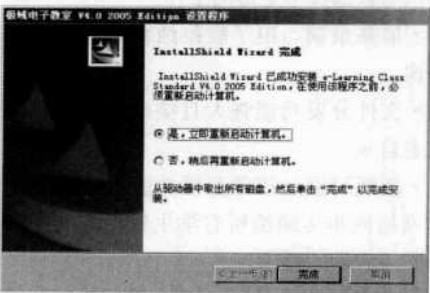 极域电子教室 V4.0 2005 Edition 设置程序
InstallShield Wizard 完成
InstallShield Wizard 已成功安装 e-Learning Class
Standard V4.0 2005 Edition，在使用该程序之前，必
须重新启动计算机。
是，立即重新启动计算机。
否，稍后再重新启动计算机。
从驱动器中取出所有磁盘，然后单击“完成”以完成安
装。
<上一步(B) 完成 取消